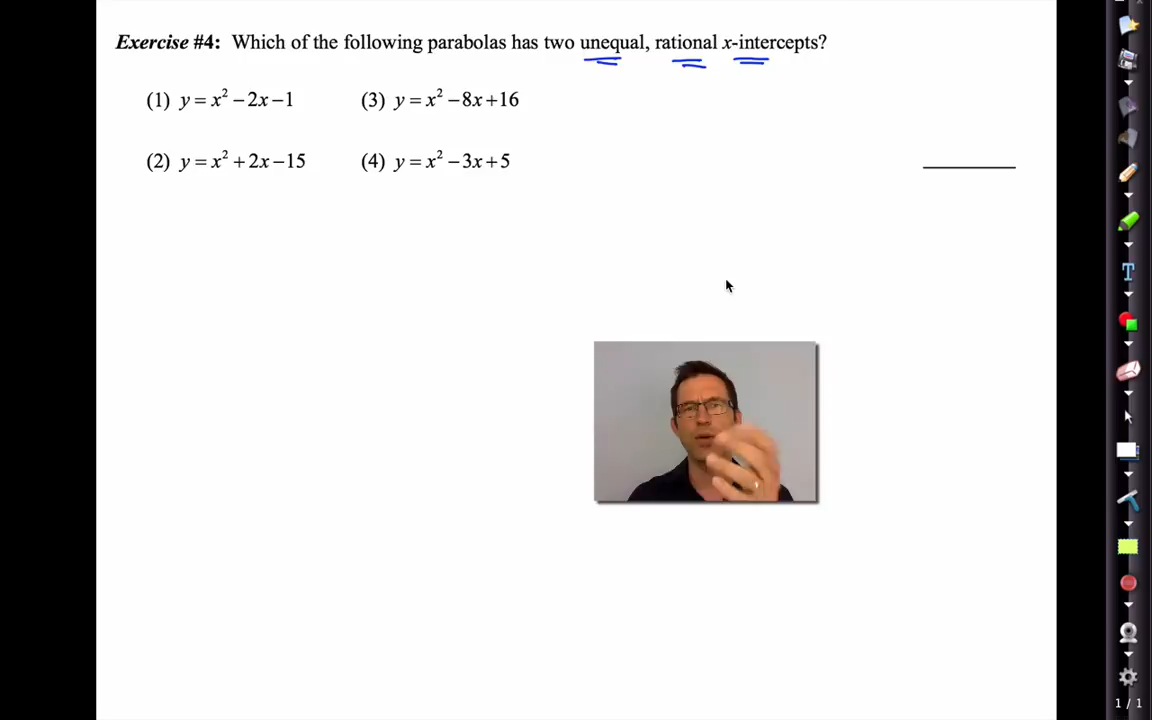 Exercise #4: Which of the following parabolas has two unequal, rational x-intercepts?
(1) y = x² − 2x − 1 (3) y = x² − 8x + 16
(2) y = x² + 2x − 15 (4) y = x² − 3x + 5
T
1 / 1